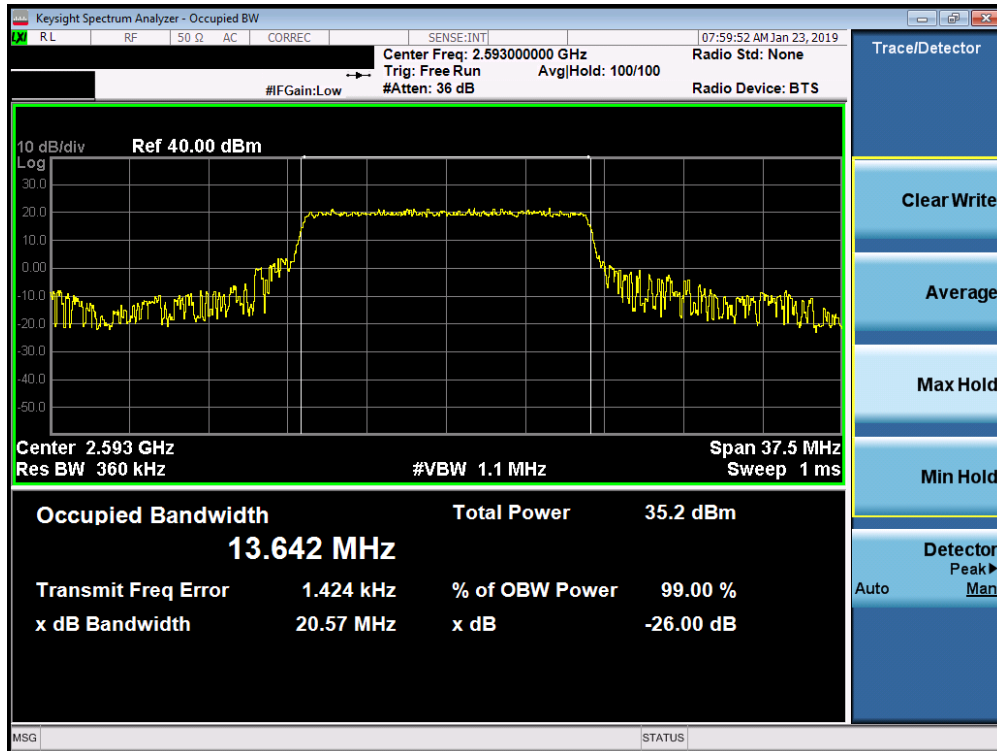 Keysight Spectrum Analyzer - Occupied BW
LXI RL RF 50 Ω AC CORREC SENSE:INT 07:59:52 AM Jan 23, 2019
Center Freq: 2.593000000 GHz Radio Std: None
Trig: Free Run Avg|Hold: 100/100
#IFGain:Low #Atten: 36 dB Radio Device: BTS
10 dB/div Ref 40.00 dBm
Log
30.0
20.0
10.0
0.00
-10.0
-20.0
-30.0
-40.0
-50.0
Center 2.593 GHz Span 37.5 MHz
Res BW 360 kHz #VBW 1.1 MHz Sweep 1 ms
Occupied Bandwidth Total Power 35.2 dBm
13.642 MHz
Transmit Freq Error 1.424 kHz % of OBW Power 99.00 %
x dB Bandwidth 20.57 MHz x dB -26.00 dB
MSG STATUS
Trace/Detector
Clear Write
Average
Max Hold
Min Hold
Detector
Peak▶
Auto Man